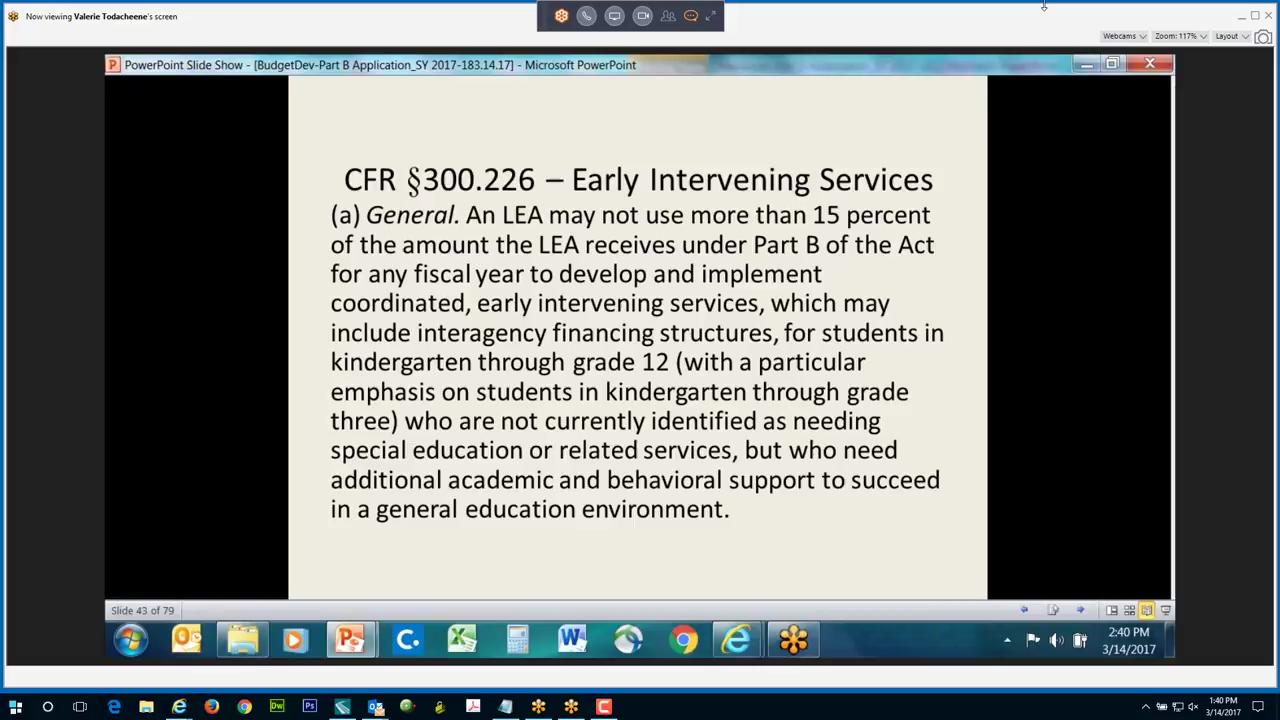 Now viewing Valerie Todacheene's screen
Webcams Zoom: 117% Layout
PowerPoint Slide Show - [BudgetDev-Part B Application_SY 2017-183.14.17] - Microsoft PowerPoint
CFR §300.226 – Early Intervening Services
(a) General. An LEA may not use more than 15 percent
of the amount the LEA receives under Part B of the Act
for any fiscal year to develop and implement
coordinated, early intervening services, which may
include interagency financing structures, for students in
kindergarten through grade 12 (with a particular
emphasis on students in kindergarten through grade
three) who are not currently identified as needing
special education or related services, but who need
additional academic and behavioral support to succeed
in a general education environment.
Slide 43 of 79
2:40 PM
3/14/2017
1:40 PM
3/14/2017